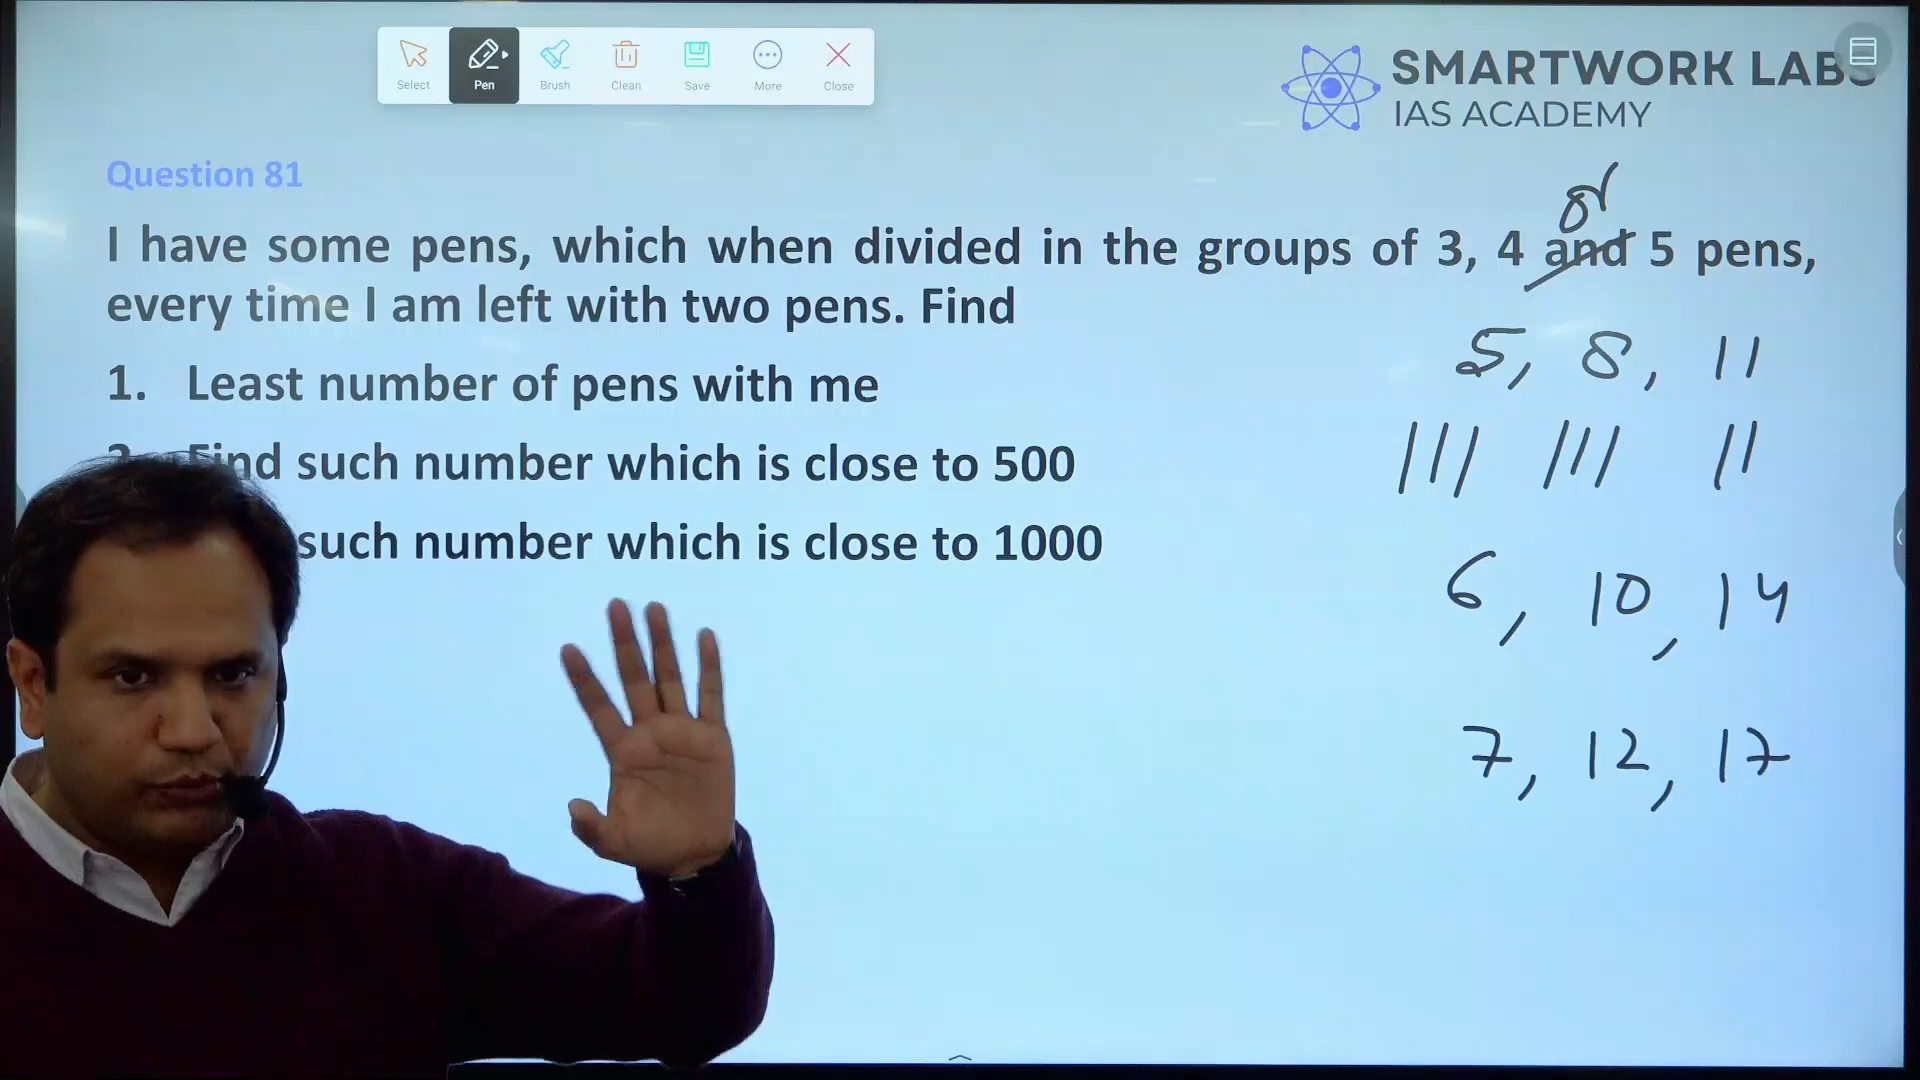 Select Pen Brush Clean Save More Close
SMARTWORK LABS
IAS ACADEMY
Question 81
or
I have some pens, which when divided in the groups of 3, 4 and 5 pens,
every time I am left with two pens. Find
5, 8, 11
1. Least number of pens with me
||| ||| ||
Find such number which is close to 500
such number which is close to 1000
6, 10, 14
7, 12, 17